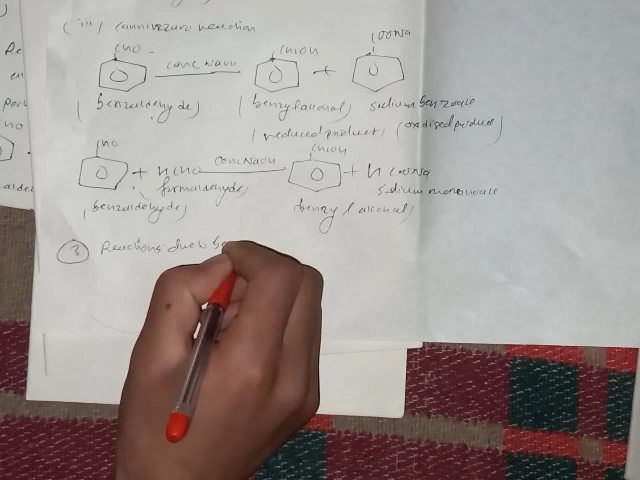 (iii) cannizzaro reaction
CHO CH2OH COONa
conc NaOH
+
(benzaldehyde) (benzyl alcohol) sodium benzoate
(reduced product) (oxidised product)
CHO CH2OH
+ HCHO conc NaOH + HCOONa
(formaldehyde) sodium
(benzaldehyde) (benzyl alcohol)
3 Reactions due